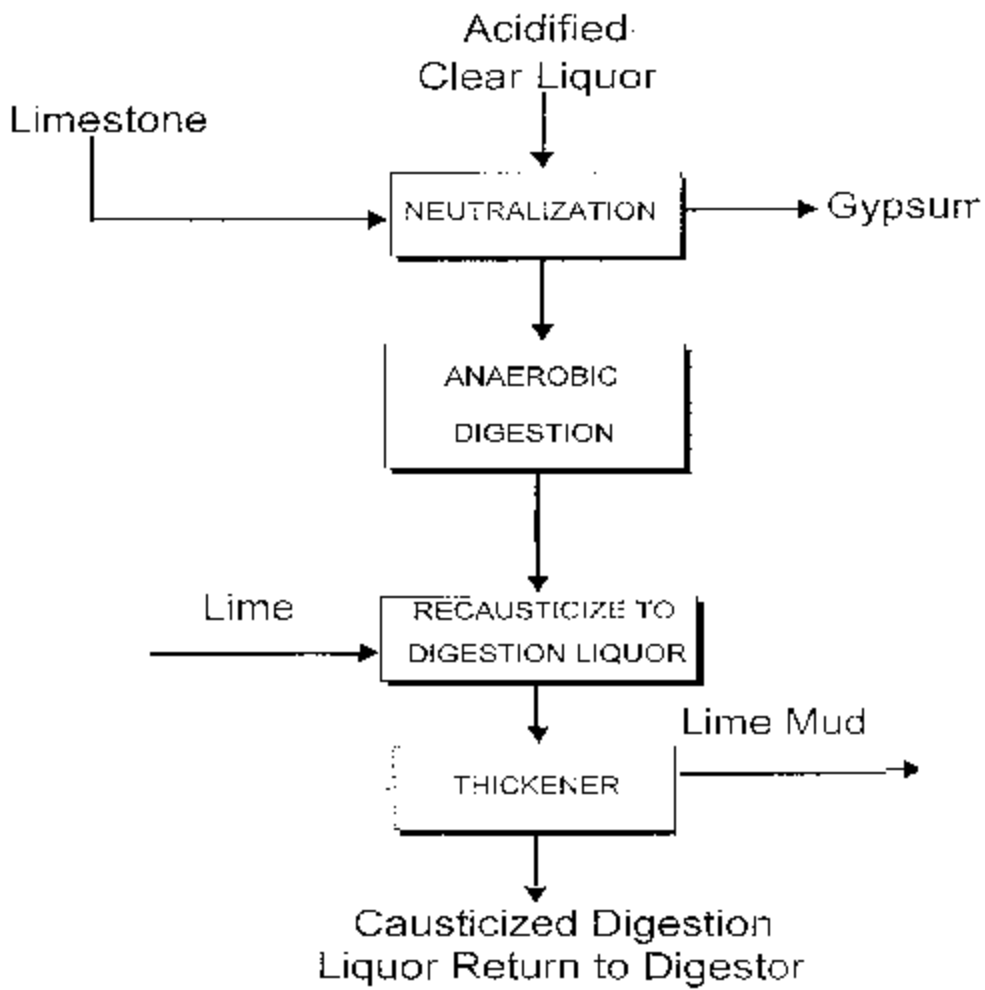 Acidified
Clear Liquor
Limestone
NEUTRALIZATION
Gypsum
ANAEROBIC
DIGESTION
Lime
RECAUSTICIZE TO
DIGESTION LIQUOR
Lime Mud
THICKENER
Causticized Digestion
Liquor Return to Digestor